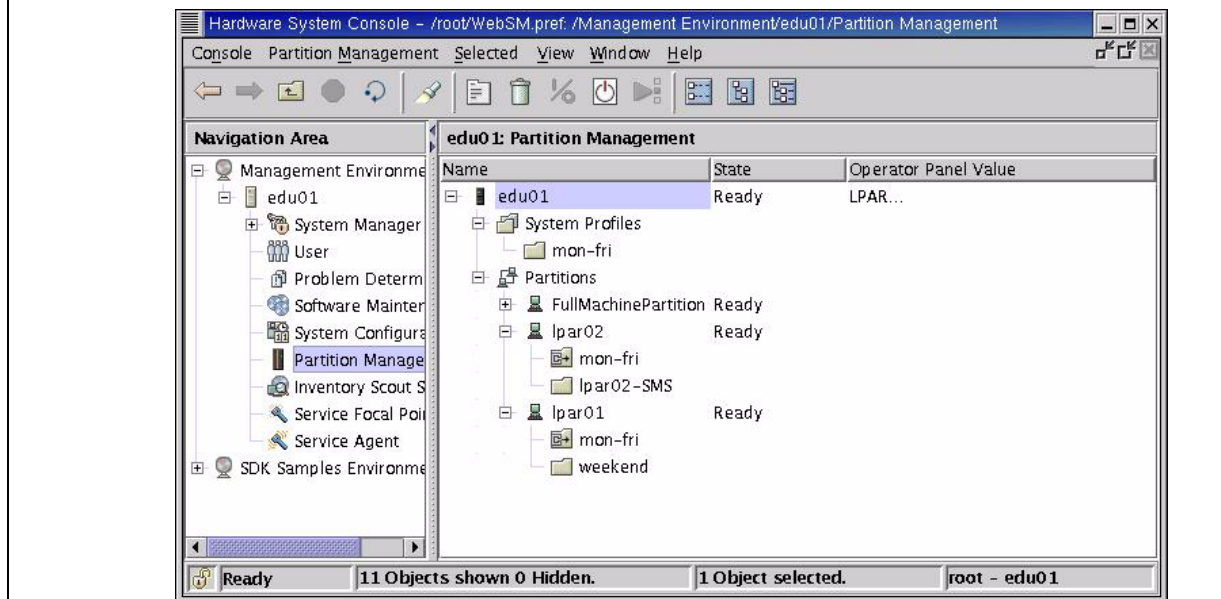 Hardware System Console - /root/WebSM.pref: /Management Environment/edu01/Partition Management
Console Partition Management Selected View Window Help
Navigation Area
Management Environme
edu01
System Manager
User
Problem Determ
Software Mainten
System Configura
Partition Manage
Inventory Scout S
Service Focal Poin
Service Agent
SDK Samples Environme
edu01: Partition Management
Name State Operator Panel Value
edu01 Ready LPAR...
System Profiles
mon-fri
Partitions
FullMachinePartition Ready
lpar02 Ready
mon-fri
lpar02-SMS
lpar01 Ready
mon-fri
weekend
Ready 11 Objects shown 0 Hidden. 1 Object selected. root - edu01